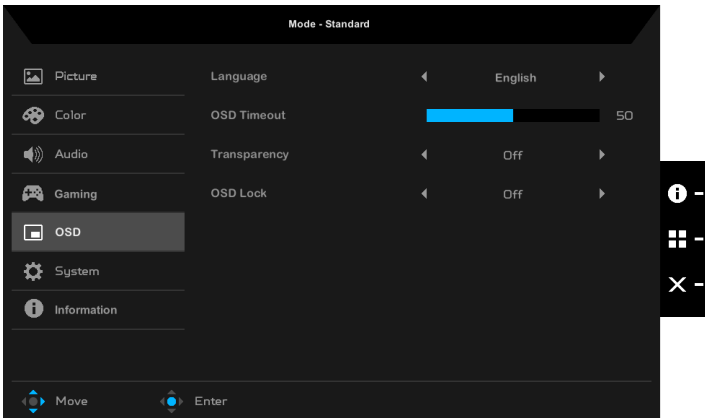 Mode - Standard
Picture
Language
English
Color
OSD Timeout
50
Audio
Transparency
Off
Gaming
OSD Lock
Off
OSD
System
Information
Move
Enter